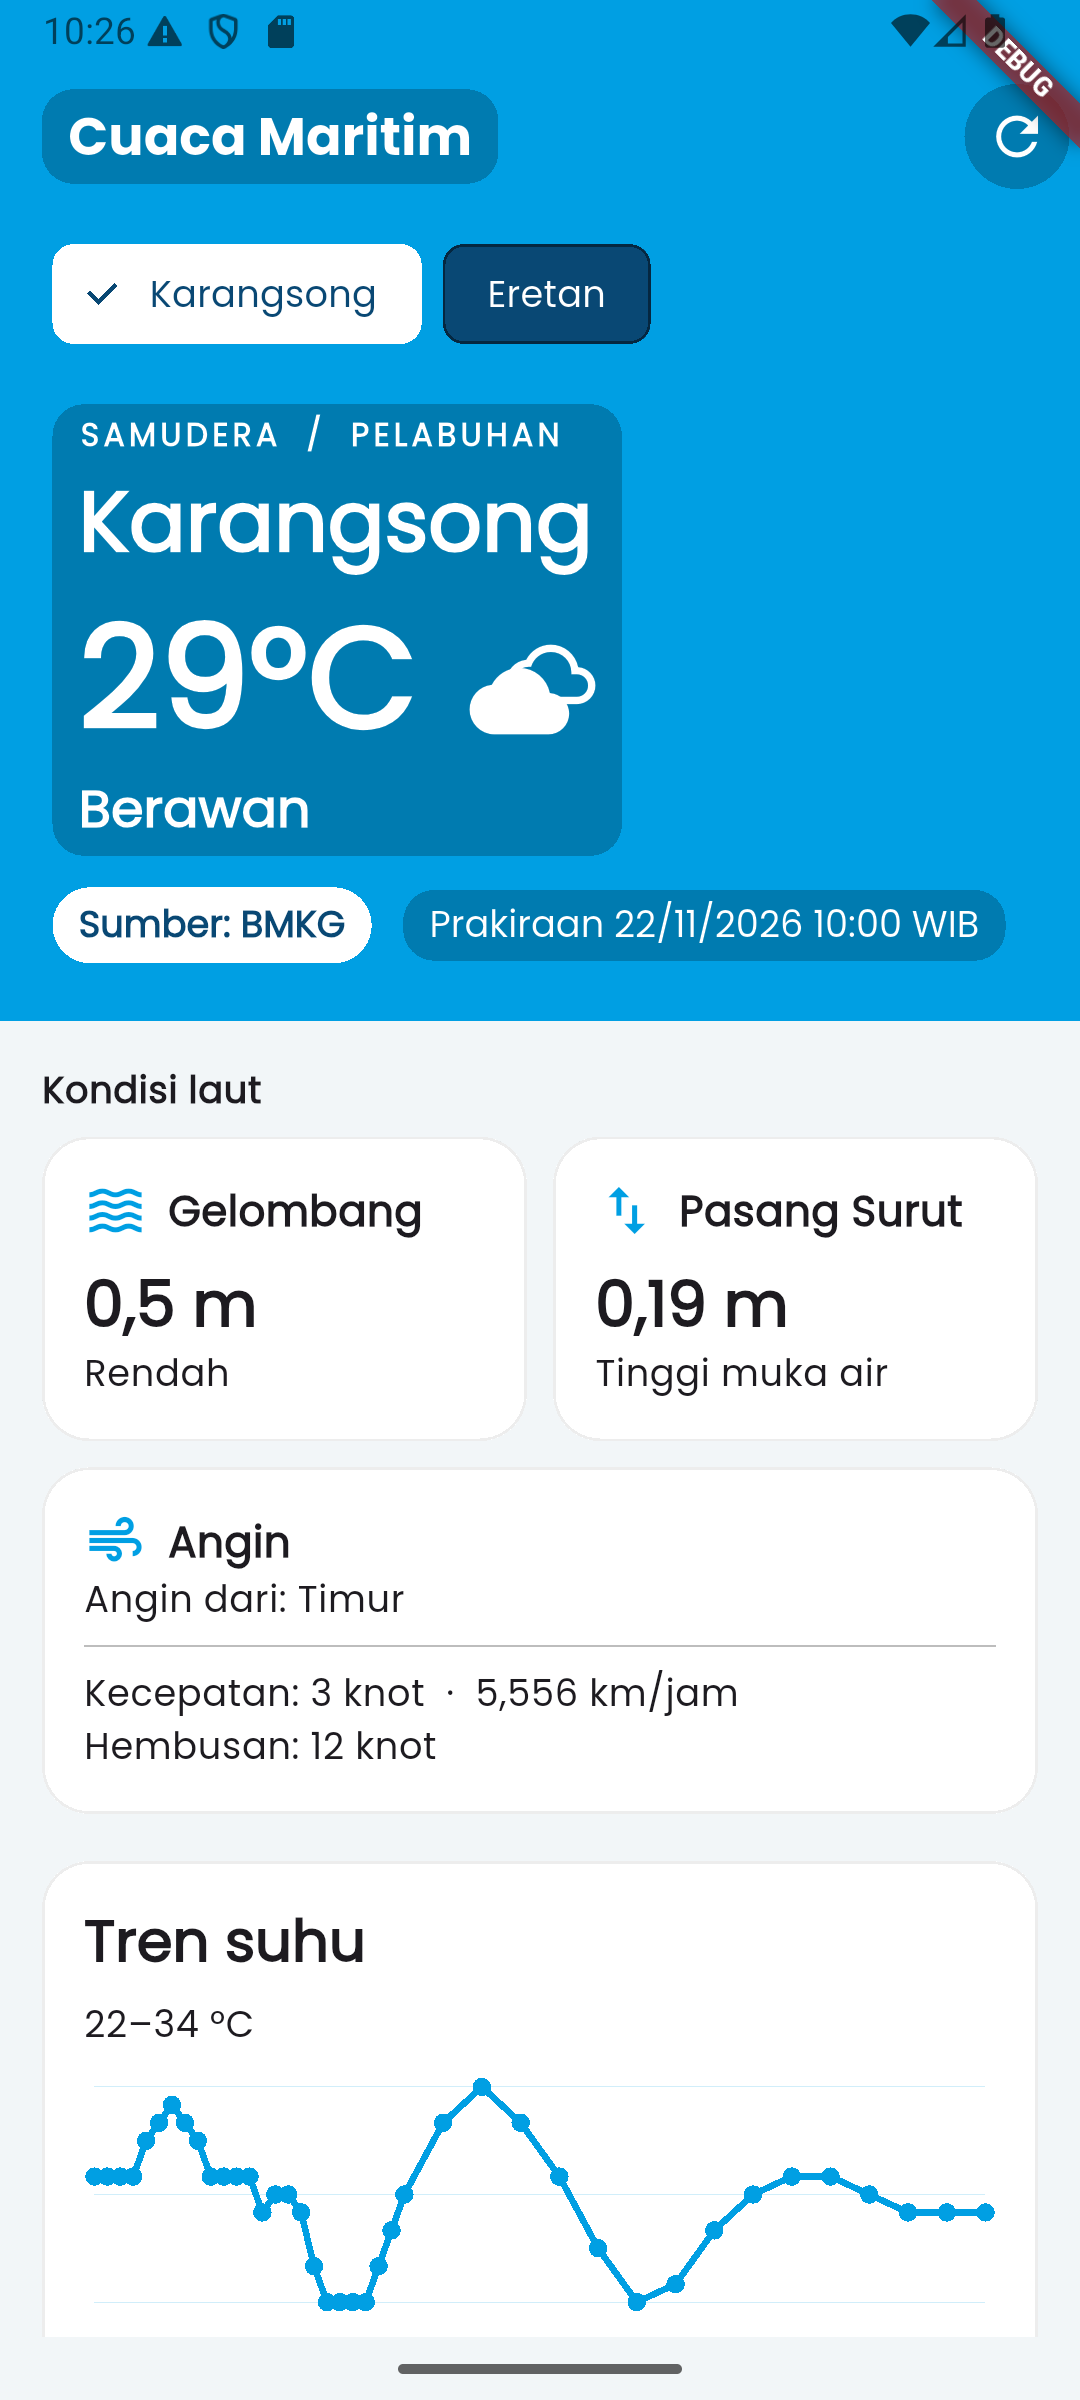 10:26
DEBUG
Cuaca Maritim
Karangsong
Eretan
SAMUDERA / PELABUHAN
Karangsong
29°C
Berawan
Sumber: BMKG
Prakiraan 22/11/2026 10:00 WIB
Kondisi laut
Gelombang
0,5 m
Rendah
Pasang Surut
0,19 m
Tinggi muka air
Angin
Angin dari: Timur
Kecepatan: 3 knot · 5,556 km/jam
Hembusan: 12 knot
Tren suhu
22–34 °C